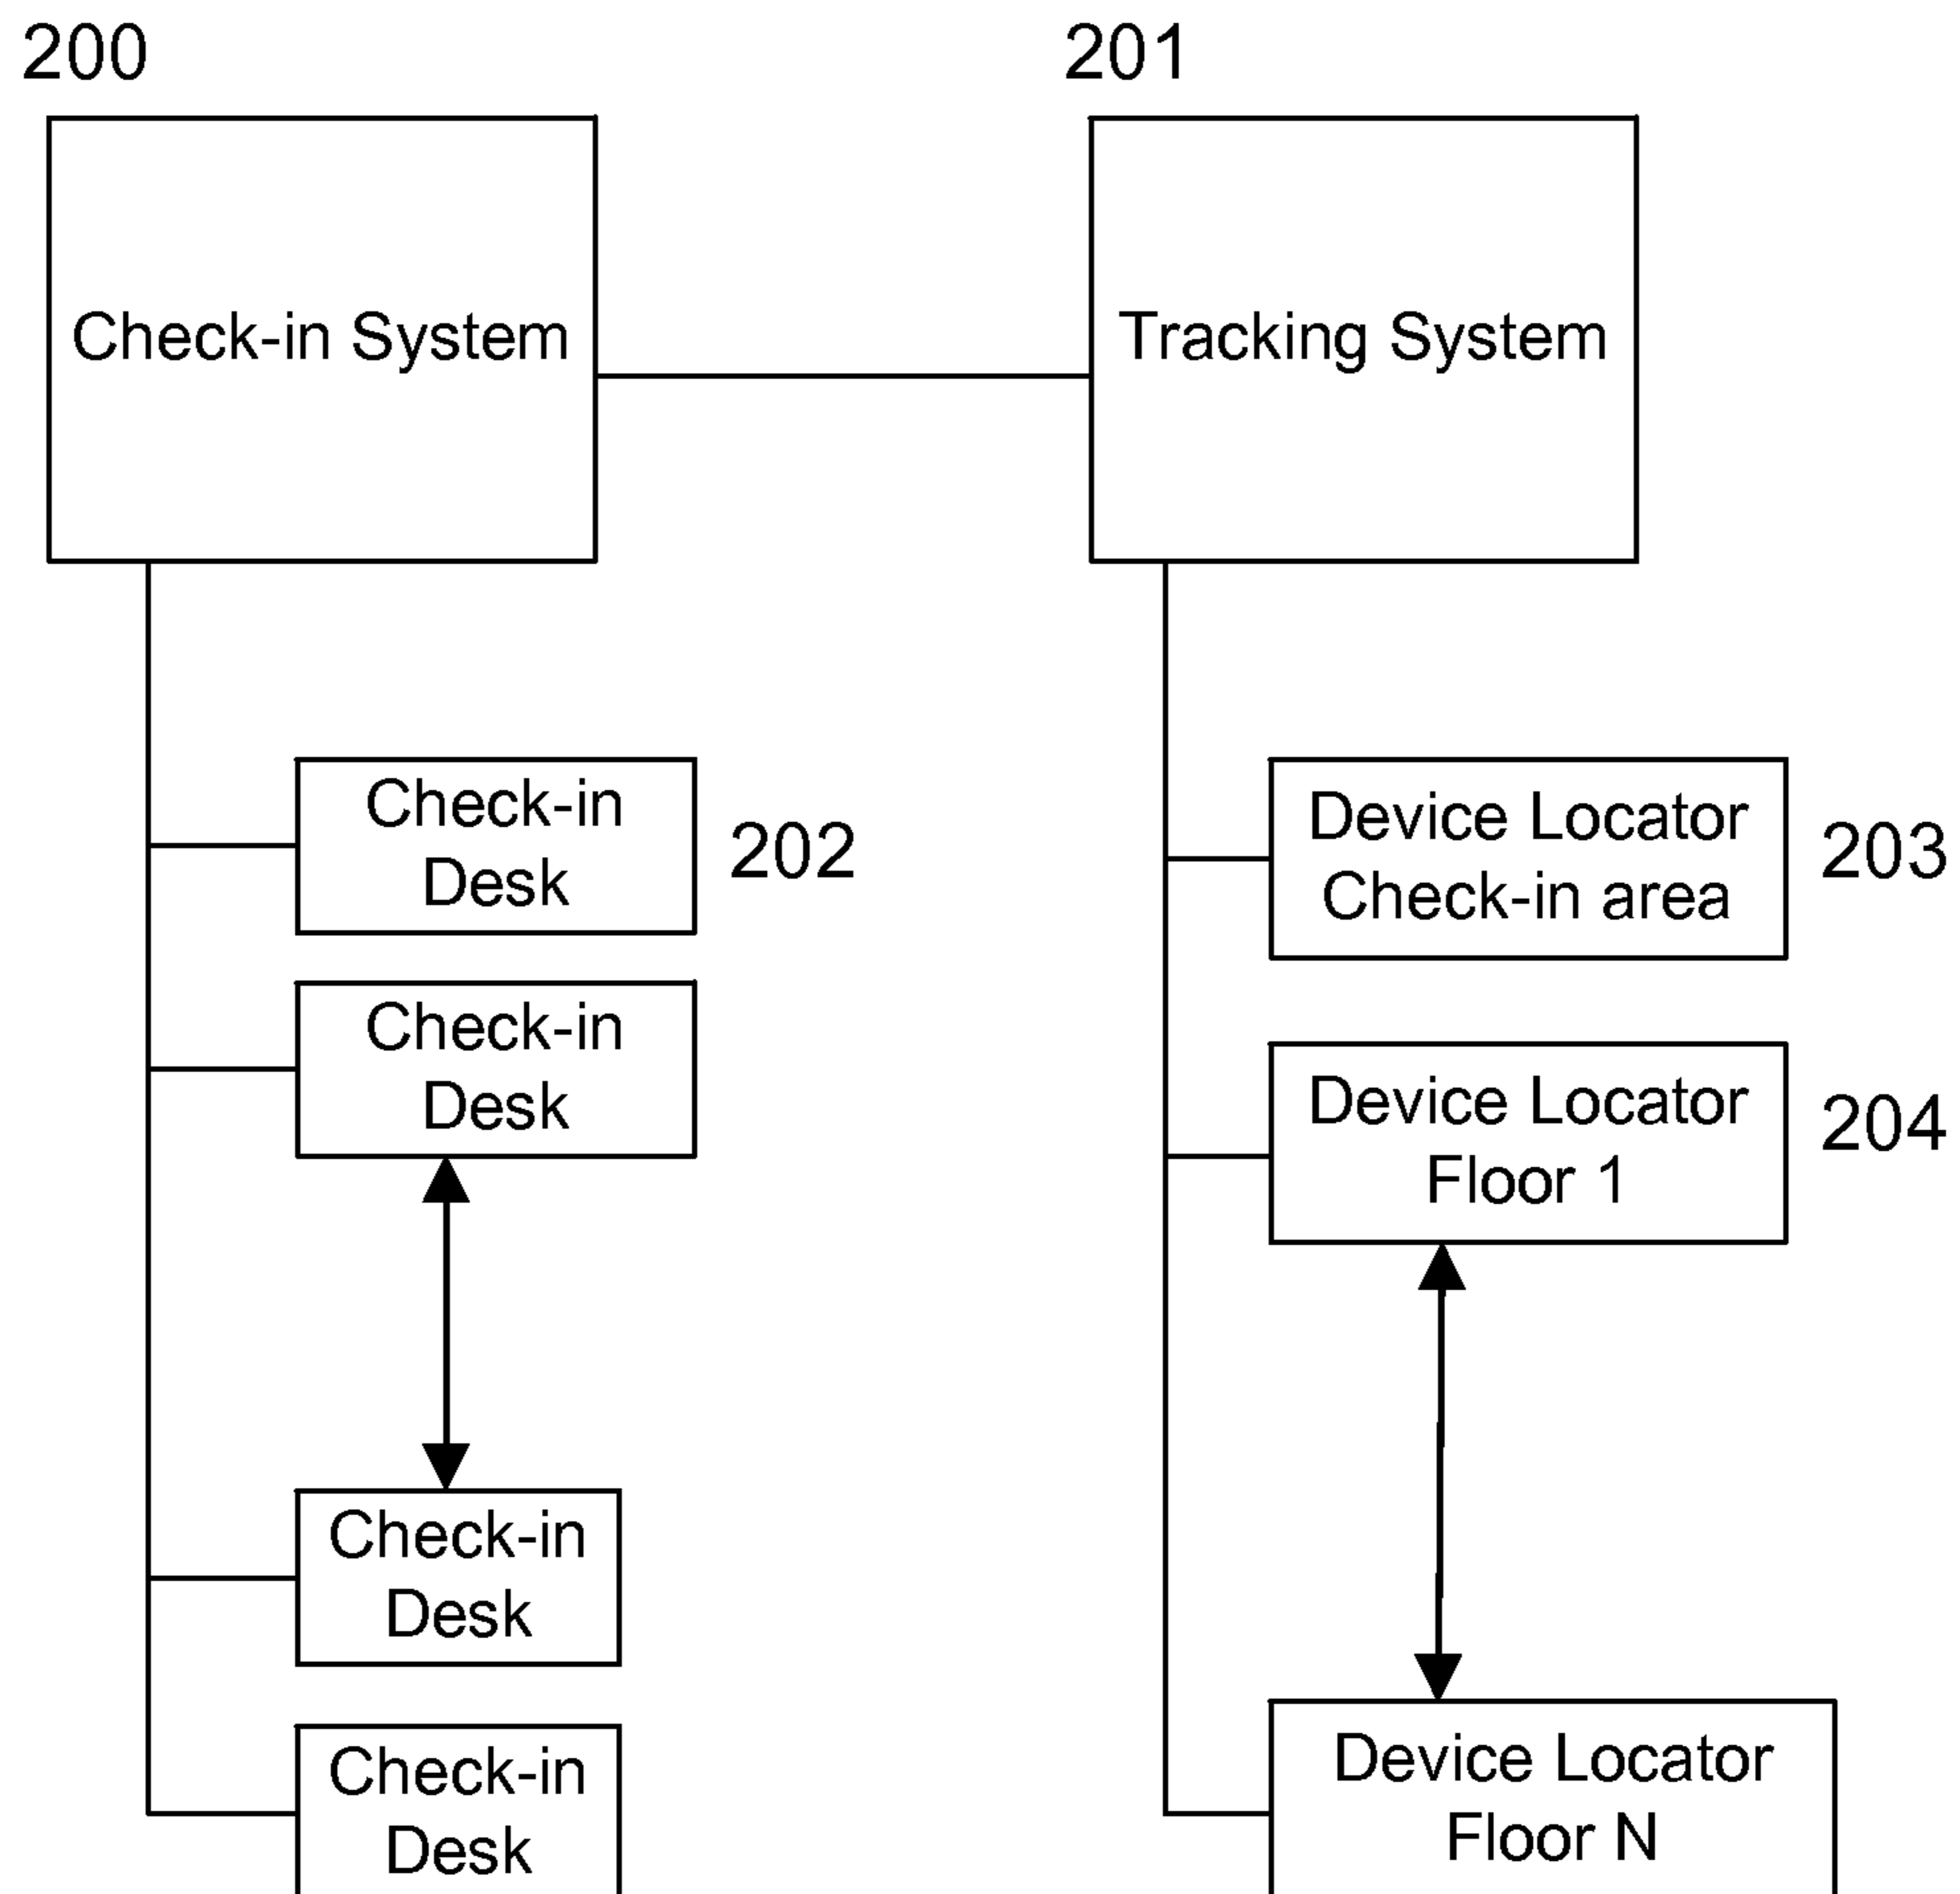 200
201
Check-in System
Tracking System
Check-in
Desk
202
Device Locator
Check-in area
203
Check-in
Desk
Device Locator
Floor 1
204
Check-in
Desk
Check-in
Desk
Device Locator
Floor N